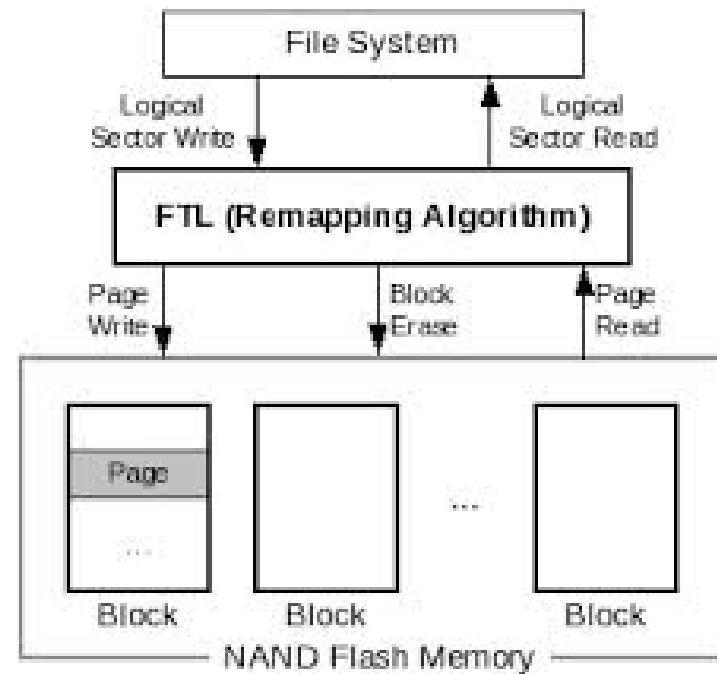 File System
Logical
Sector Write
Logical
Sector Read
FTL (Remapping Algorithm)
Page
Write
Block
Erase
Page
Read
Page
...
...
Block
Block
Block
NAND Flash Memory